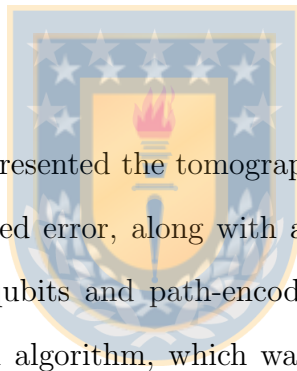 resented the tomograp
ed error, along with a
qubits and path-encod
algorithm, which wa